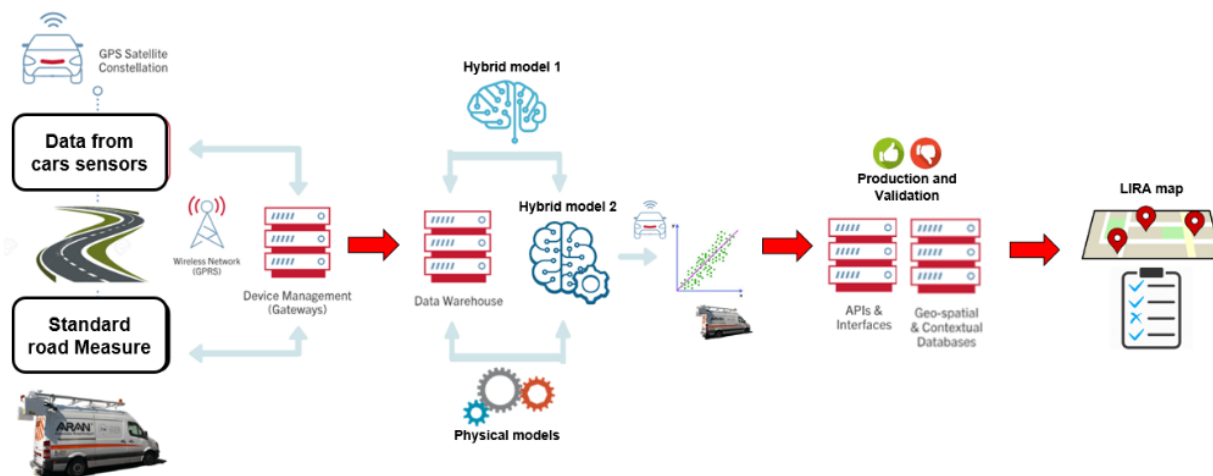 GPS Satellite
Constellation
Data from
cars sensors
Wireless Network
(GPRS)
Device Management
(Gateways)
Standard
road Measure
ARAN
Hybrid model 1
Data Warehouse
Hybrid model 2
Physical models
Production and
Validation
APIs &
Interfaces
Geo-spatial
& Contextual
Databases
LIRA map